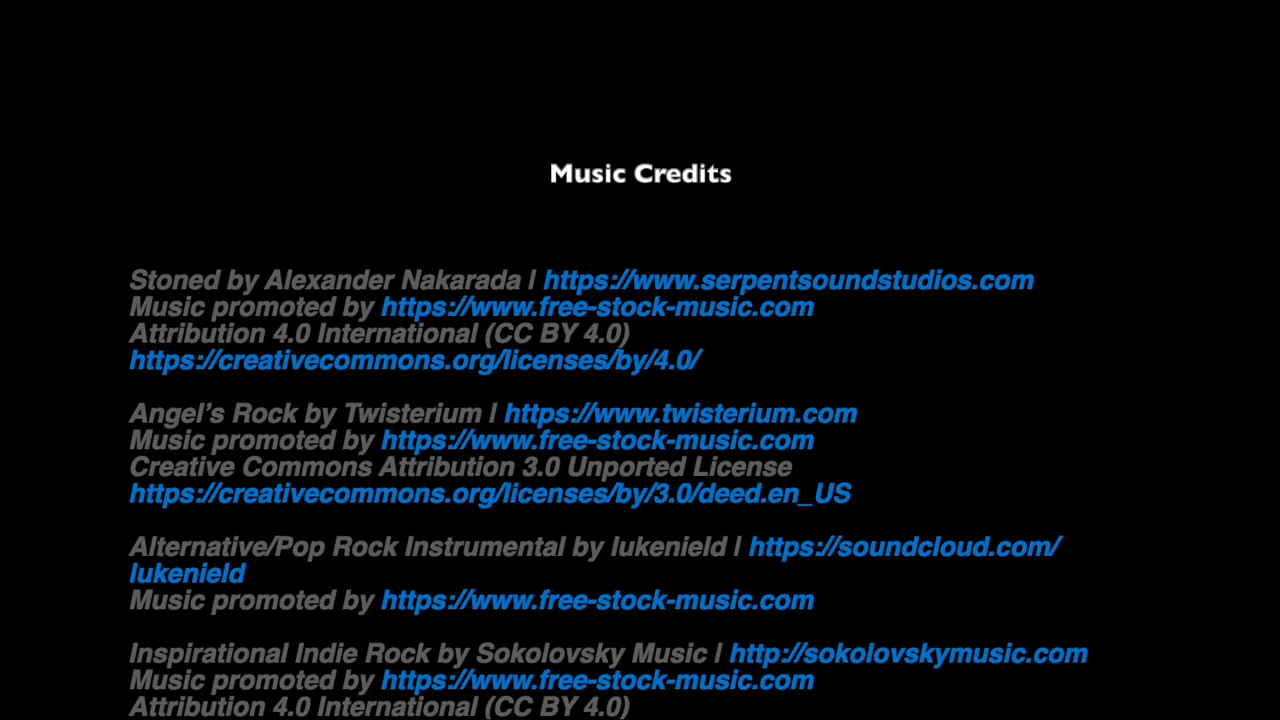 Music Credits
Stoned by Alexander Nakarada | https://www.serpentsoundstudios.com
Music promoted by https://www.free-stock-music.com
Attribution 4.0 International (CC BY 4.0)
https://creativecommons.org/licenses/by/4.0/
Angel’s Rock by Twisterium | https://www.twisterium.com
Music promoted by https://www.free-stock-music.com
Creative Commons Attribution 3.0 Unported License
https://creativecommons.org/licenses/by/3.0/deed.en_US
Alternative/Pop Rock Instrumental by lukenield | https://soundcloud.com/
lukenield
Music promoted by https://www.free-stock-music.com
Inspirational Indie Rock by Sokolovsky Music | http://sokolovskymusic.com
Music promoted by https://www.free-stock-music.com
Attribution 4.0 International (CC BY 4.0)